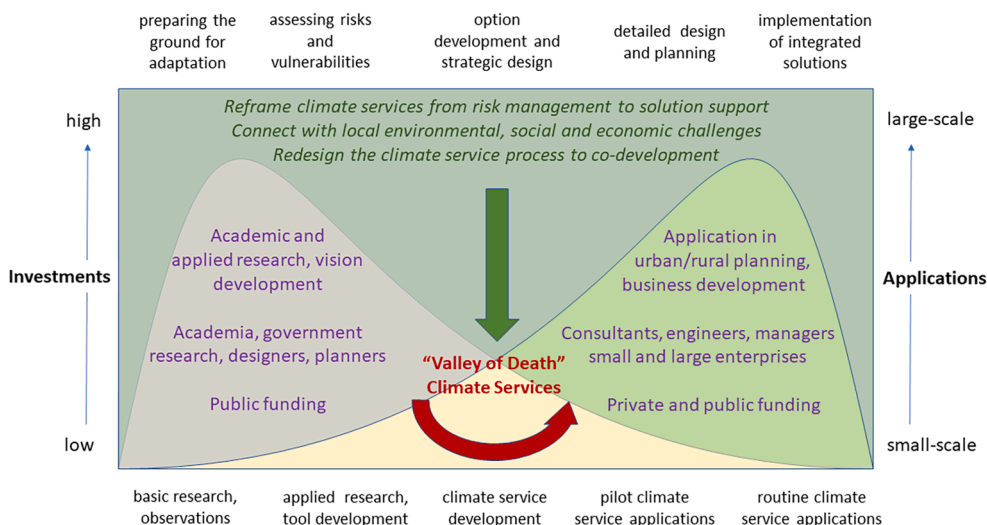 preparing the
ground for
adaptation
assessing risks
and
vulnerabilities
option
development and
strategic design
detailed design
and planning
implementation
of integrated
solutions
high
Investments
low
Reframe climate services from risk management to solution support
Connect with local environmental, social and economic challenges
Redesign the climate service process to co-development
Academic and
applied research, vision
development
Academia, government
research, designers, planners
Public funding
"Valley of Death"
Climate Services
Application in
urban/rural planning,
business development
Consultants, engineers, managers
small and large enterprises
Private and public funding
large-scale
Applications
small-scale
basic research,
observations
applied research,
tool development
climate service
development
pilot climate
service applications
routine climate
service applications